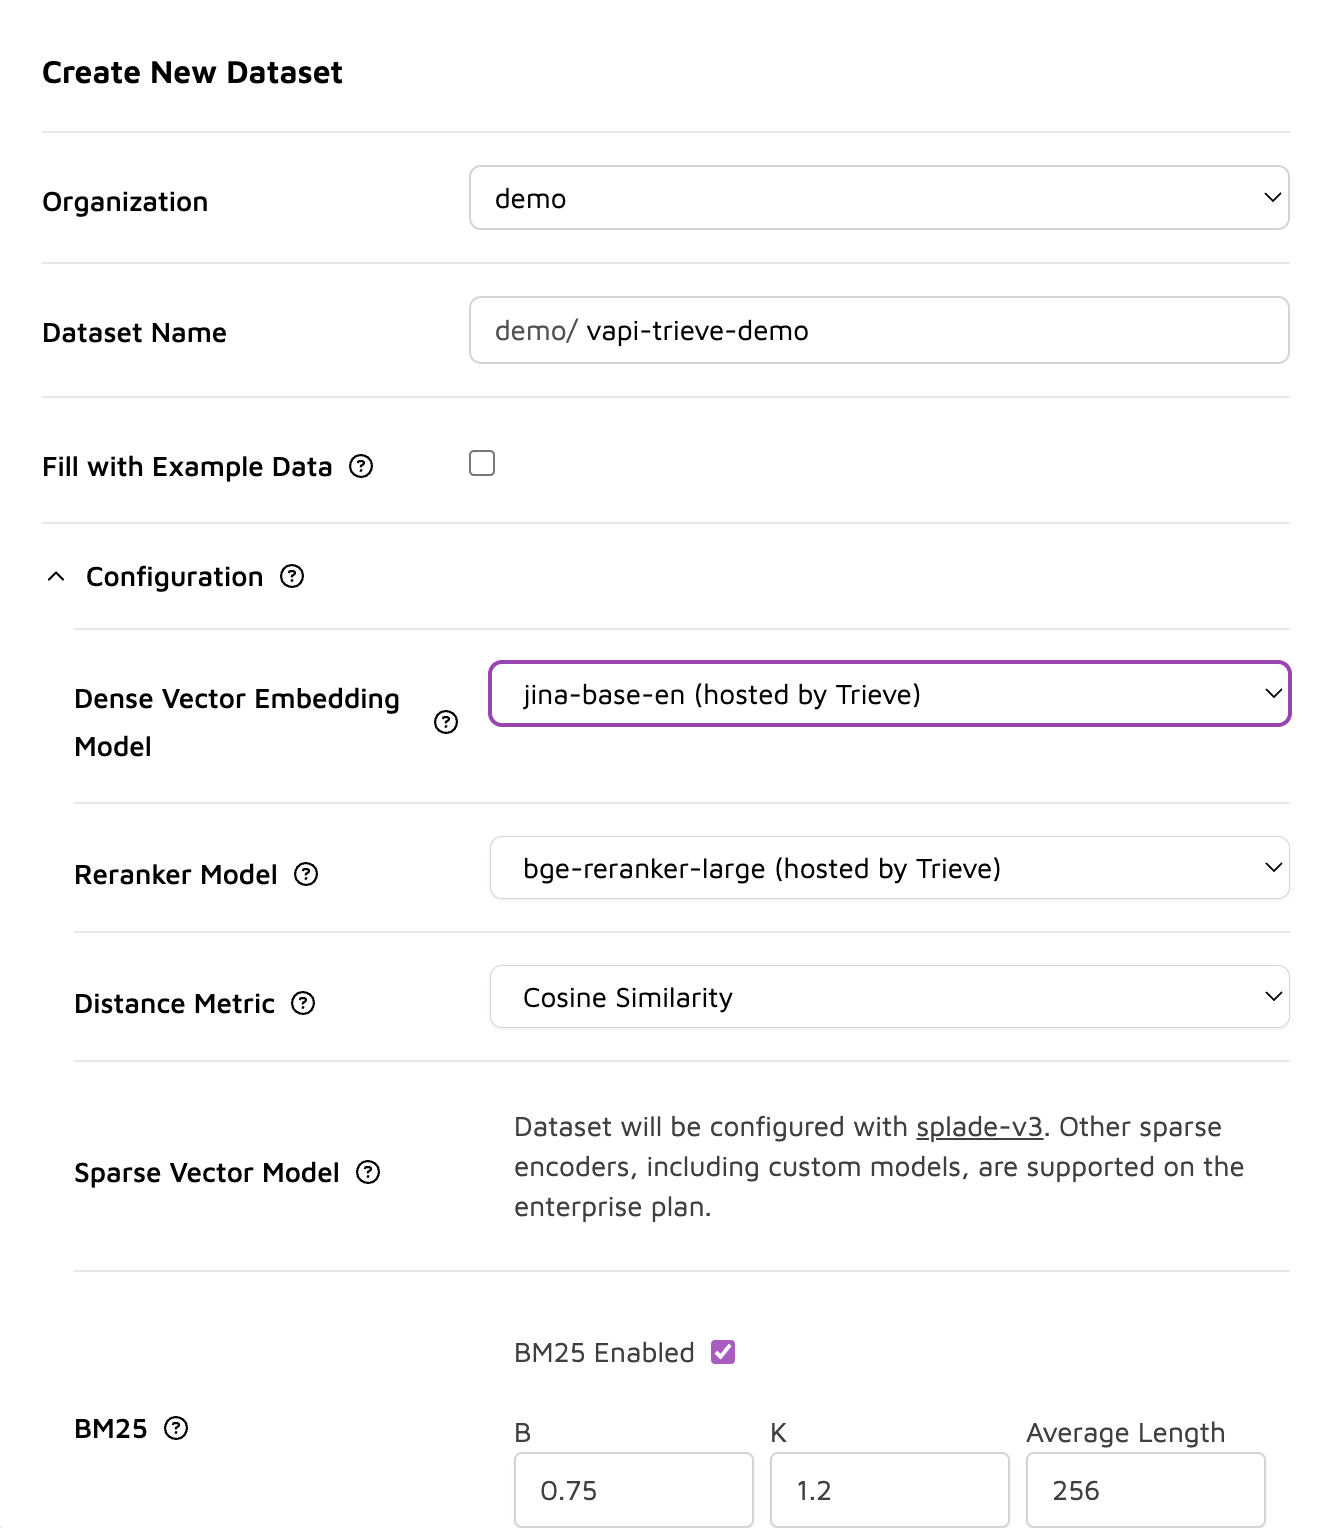 Create New Dataset
Organization
demo
Dataset Name
demo/ vapi-trieve-demo
Fill with Example Data ?
Configuration ?
Dense Vector Embedding
Model
?
jina-base-en (hosted by Trieve)
Reranker Model ?
bge-reranker-large (hosted by Trieve)
Distance Metric ?
Cosine Similarity
Sparse Vector Model ?
Dataset will be configured with splade-v3. Other sparse
encoders, including custom models, are supported on the
enterprise plan.
BM25 ?
BM25 Enabled
B
K
Average Length
0.75
1.2
256